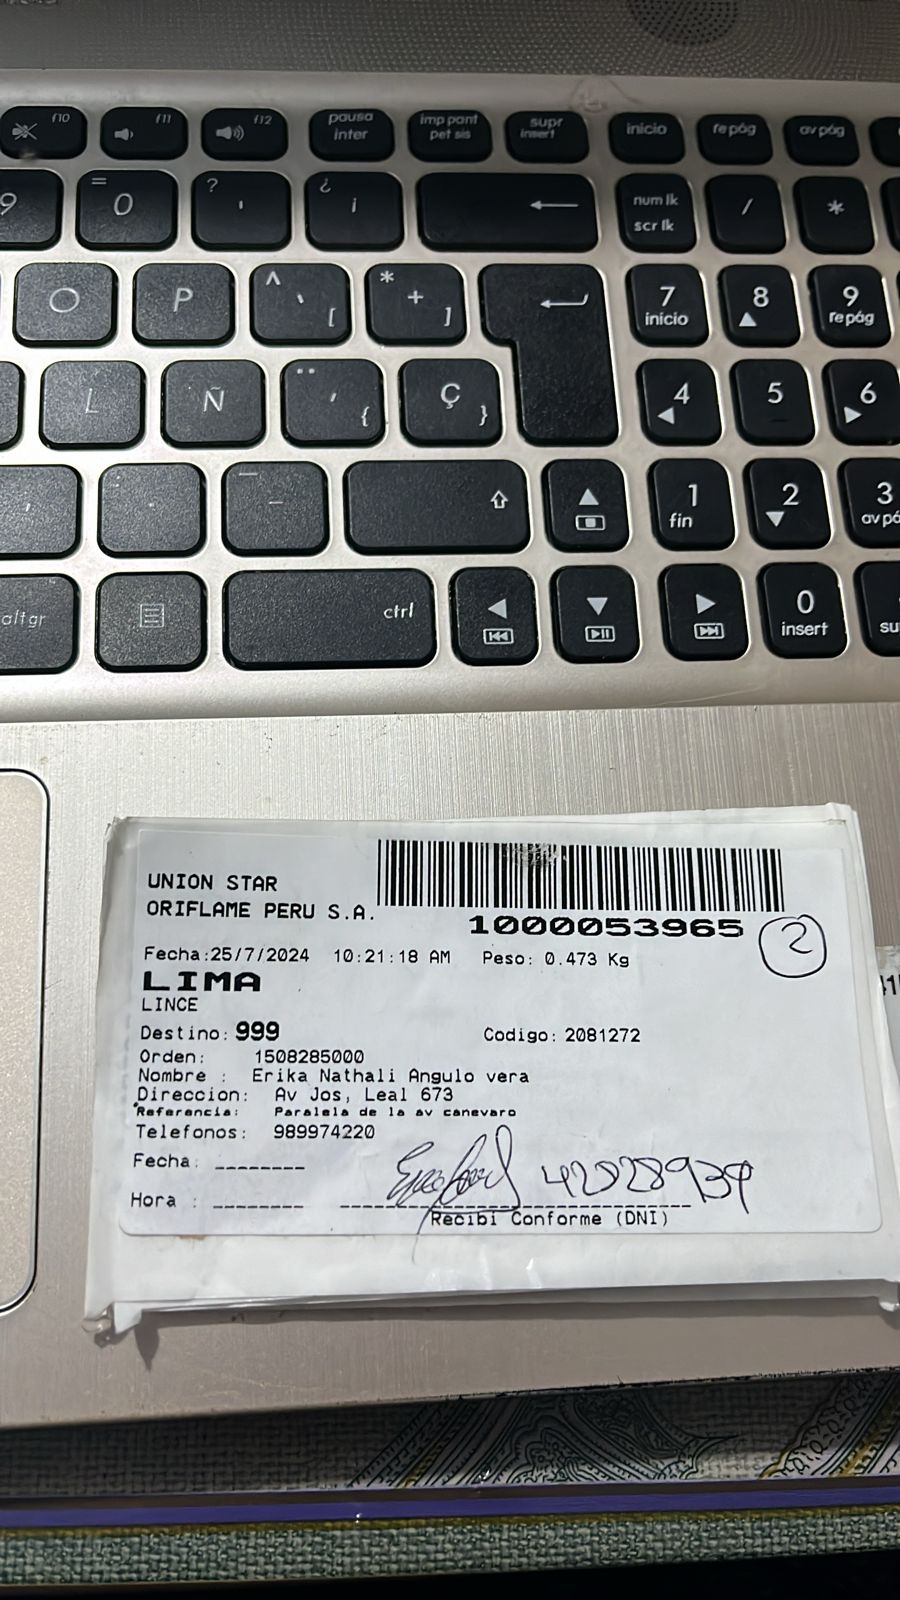 f10 f11 f12 pausa inter imp pant pet sis supr insert inicio re pág av pág
9 = 0 ? ' ¿ ¡ num lk scr lk / *
O P ^ ` [ * + ] 7 inicio 8 9 re pág
L Ñ ¨ ´ { Ç } 4 5 6
1 fin 2 3 av pá
alt gr ctrl 0 insert su
UNION STAR
ORIFLAME PERU S.A.
1000053965
2
Fecha:25/7/2024 10:21:18 AM Peso: 0.473 Kg
LIMA
LINCE
Destino: 999 Codigo: 2081272
Orden: 1508285000
Nombre : Erika Nathali Angulo vera
Direccion: Av Jos, Leal 673
Referencia: Paralela de la av canevaro
Telefonos: 989974220
Fecha: --------
Hora : --------
Recibi Conforme (DNI)